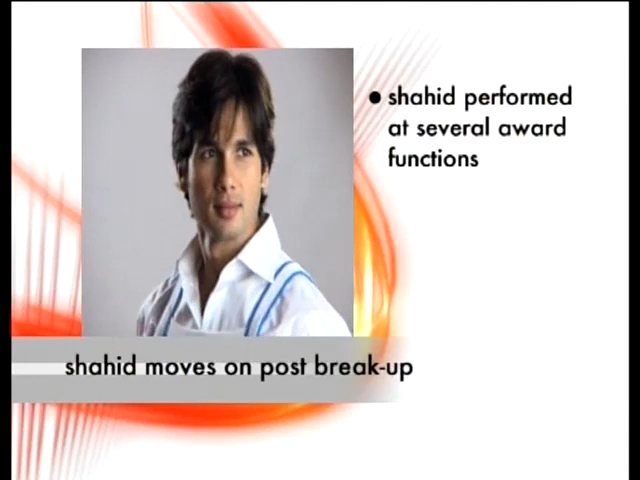 shahid performed
at several award
functions
shahid moves on post break-up